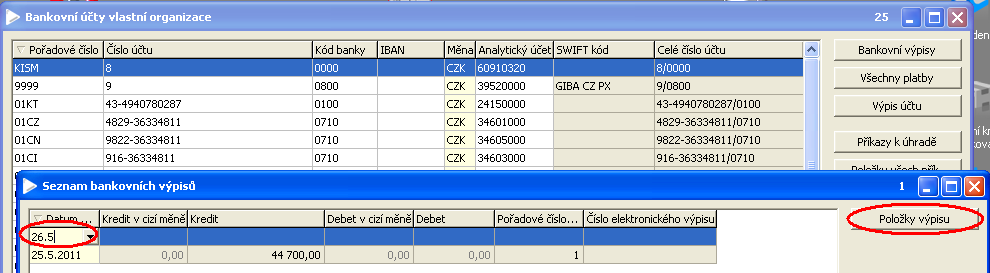 Bankovní účty vlastní organizace 25
Pořadové číslo Číslo účtu Kód banky IBAN Měna Analytický účet SWIFT kód Celé číslo účtu
KISM 8 0000 CZK 60910320 8/0000
9999 9 0800 CZK 39520000 GIBA CZ PX 9/0800
01KT 43-4940780287 0100 CZK 24150000 43-4940780287/0100
01CZ 4829-36334811 0710 CZK 34601000 4829-36334811/0710
01CN 9822-36334811 0710 CZK 34605000 9822-36334811/0710
01CI 916-36334811 0710 CZK 34603000 916-36334811/0710
Bankovní výpisy
Všechny platby
Výpis účtu
Příkazy k úhradě
Seznam bankovních výpisů 1
Datum ... Kredit v cizí měně Kredit Debet v cizí měně Debet Pořadové číslo... Číslo elektronického výpisu
26.5
25.5.2011 0,00 44 700,00 0,00 0,00 1
Položky výpisu